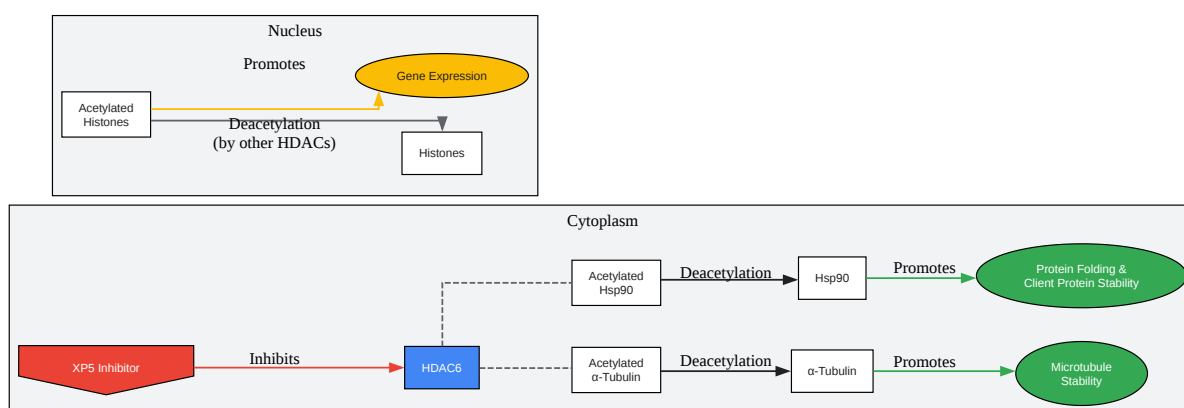 Nucleus
Promotes
Gene Expression
Acetylated
Histones
Deacetylation
(by other HDACs)
Histones
Cytoplasm
Acetylated
Hsp90
Deacetylation
Hsp90
Promotes
Protein Folding &
Client Protein Stability
XP5 Inhibitor
Inhibits
HDAC6
Acetylated
α-Tubulin
Deacetylation
α-Tubulin
Promotes
Microtubule
Stability